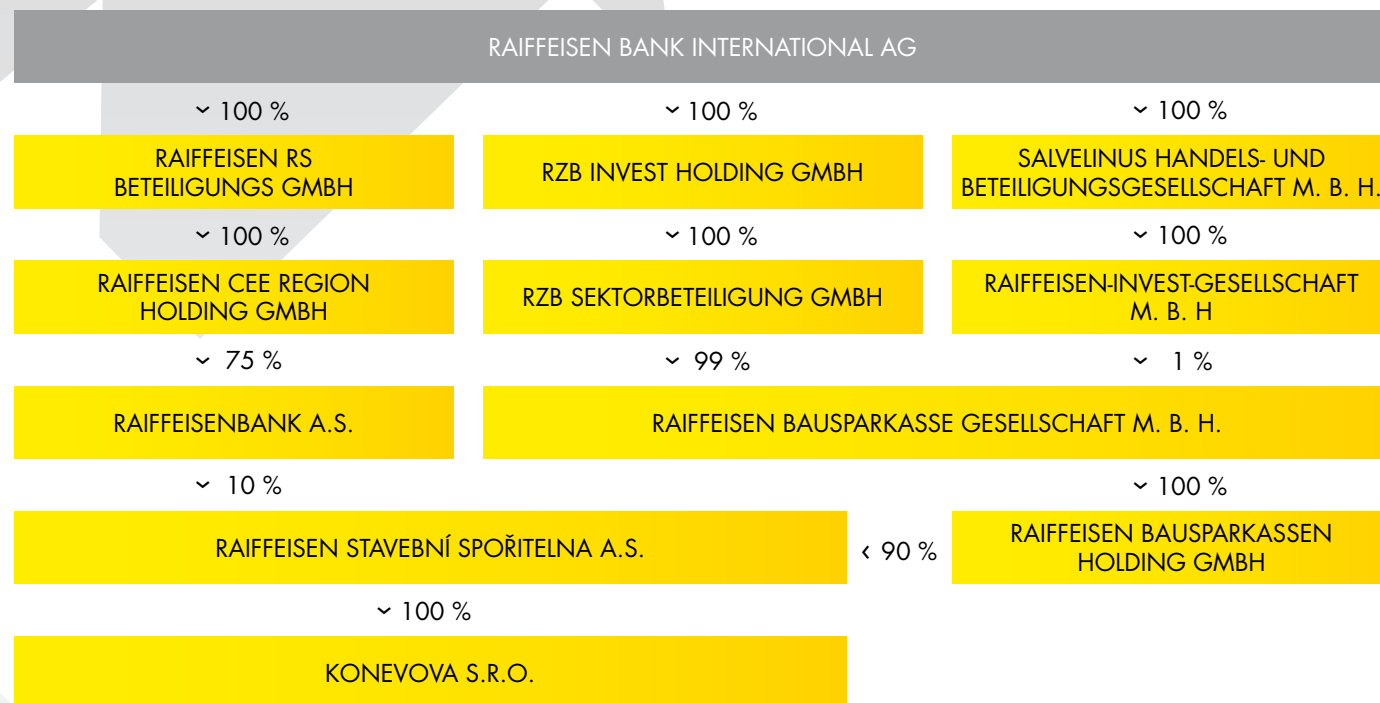 RAIFFEISEN BANK INTERNATIONAL AG
⌣ 100 %
⌣ 100 %
⌣ 100 %
RAIFFEISEN RS
BETEILIGUNGS GMBH
RZB INVEST HOLDING GMBH
SALVELINUS HANDELS- UND
BETEILIGUNGSGESELLSCHAFT M. B. H.
⌣ 100 %
⌣ 100 %
⌣ 100 %
RAIFFEISEN CEE REGION
HOLDING GMBH
RZB SEKTORBETEILIGUNG GMBH
RAIFFEISEN-INVEST-GESELLSCHAFT
M. B. H
⌣ 75 %
⌣ 99 %
⌣ 1 %
RAIFFEISENBANK A.S.
RAIFFEISEN BAUSPARKASSE GESELLSCHAFT M. B. H.
⌣ 10 %
⌣ 100 %
RAIFFEISEN STAVEBNÍ SPOŘITELNA A.S.
‹ 90 %
RAIFFEISEN BAUSPARKASSEN
HOLDING GMBH
⌣ 100 %
KONEVOVA S.R.O.